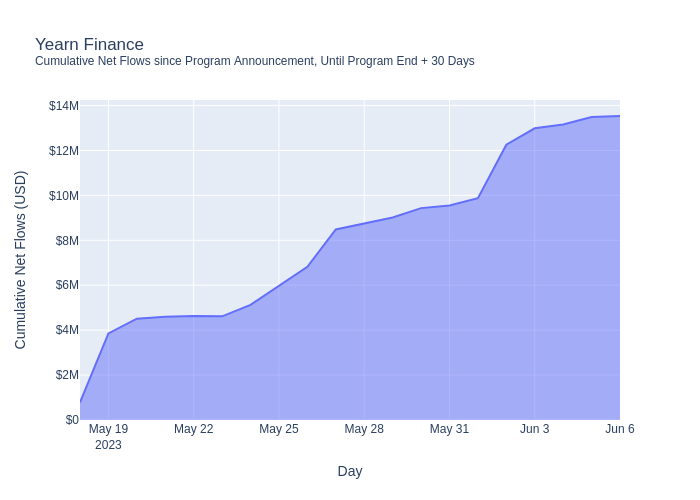 Yearn Finance
Cumulative Net Flows since Program Announcement, Until Program End + 30 Days
Cumulative Net Flows (USD)
$14M
$12M
$10M
$8M
$6M
$4M
$2M
$0
May 19
2023
May 22
May 25
May 28
May 31
Jun 3
Jun 6
Day